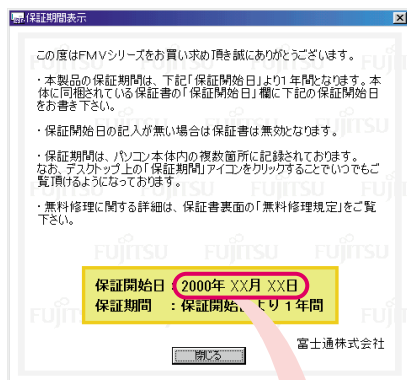 保証期間表示
この度はFMVシリーズをお買い求め頂き誠にありがとうございます。
・本製品の保証期間は、下記「保証開始日」より1年間となります。本
体に同梱されている保証書の「保証開始日」欄に下記の保証開始日
をお書き下さい。
・保証開始日の記入が無い場合は保証書は無効となります。
・保証期間は、パソコン本体内の複数箇所に記録されております。
なお、デスクトップ上の「保証期間」アイコンをクリックすることでいつでもご
覧頂けるようになっております。
・無料修理に関する詳細は、保証書裏面の「無料修理規定」をご覧
下さい。
保証開始日：2000年 XX月 XX日
保証期間　：保証開始日より１年間
富士通株式会社
閉じる
FUJITSU FUJITSU FUJITSU